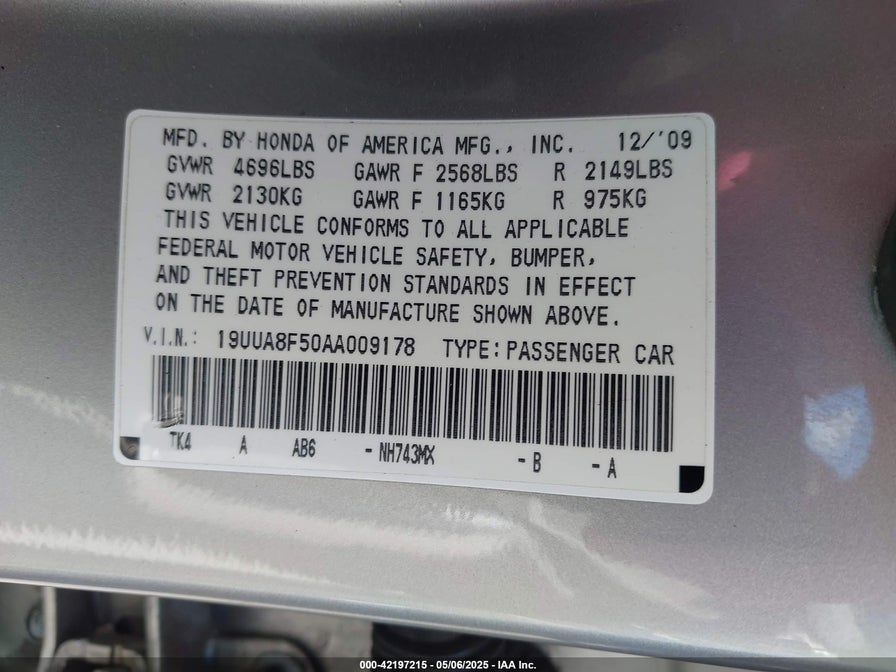 MFD. BY HONDA OF AMERICA MFG., INC. 12/'09
GVWR 4696LBS GAWR F 2568LBS R 2149LBS
GVWR 2130KG GAWR F 1165KG R 975KG
THIS VEHICLE CONFORMS TO ALL APPLICABLE
FEDERAL MOTOR VEHICLE SAFETY, BUMPER,
AND THEFT PREVENTION STANDARDS IN EFFECT
ON THE DATE OF MANUFACTURE SHOWN ABOVE.
V.I.N.: 19UUA8F50AA009178 TYPE: PASSENGER CAR
TK4 A AB6 -NH743MX -B -A
000-42197215 - 05/06/2025 - IAA Inc.